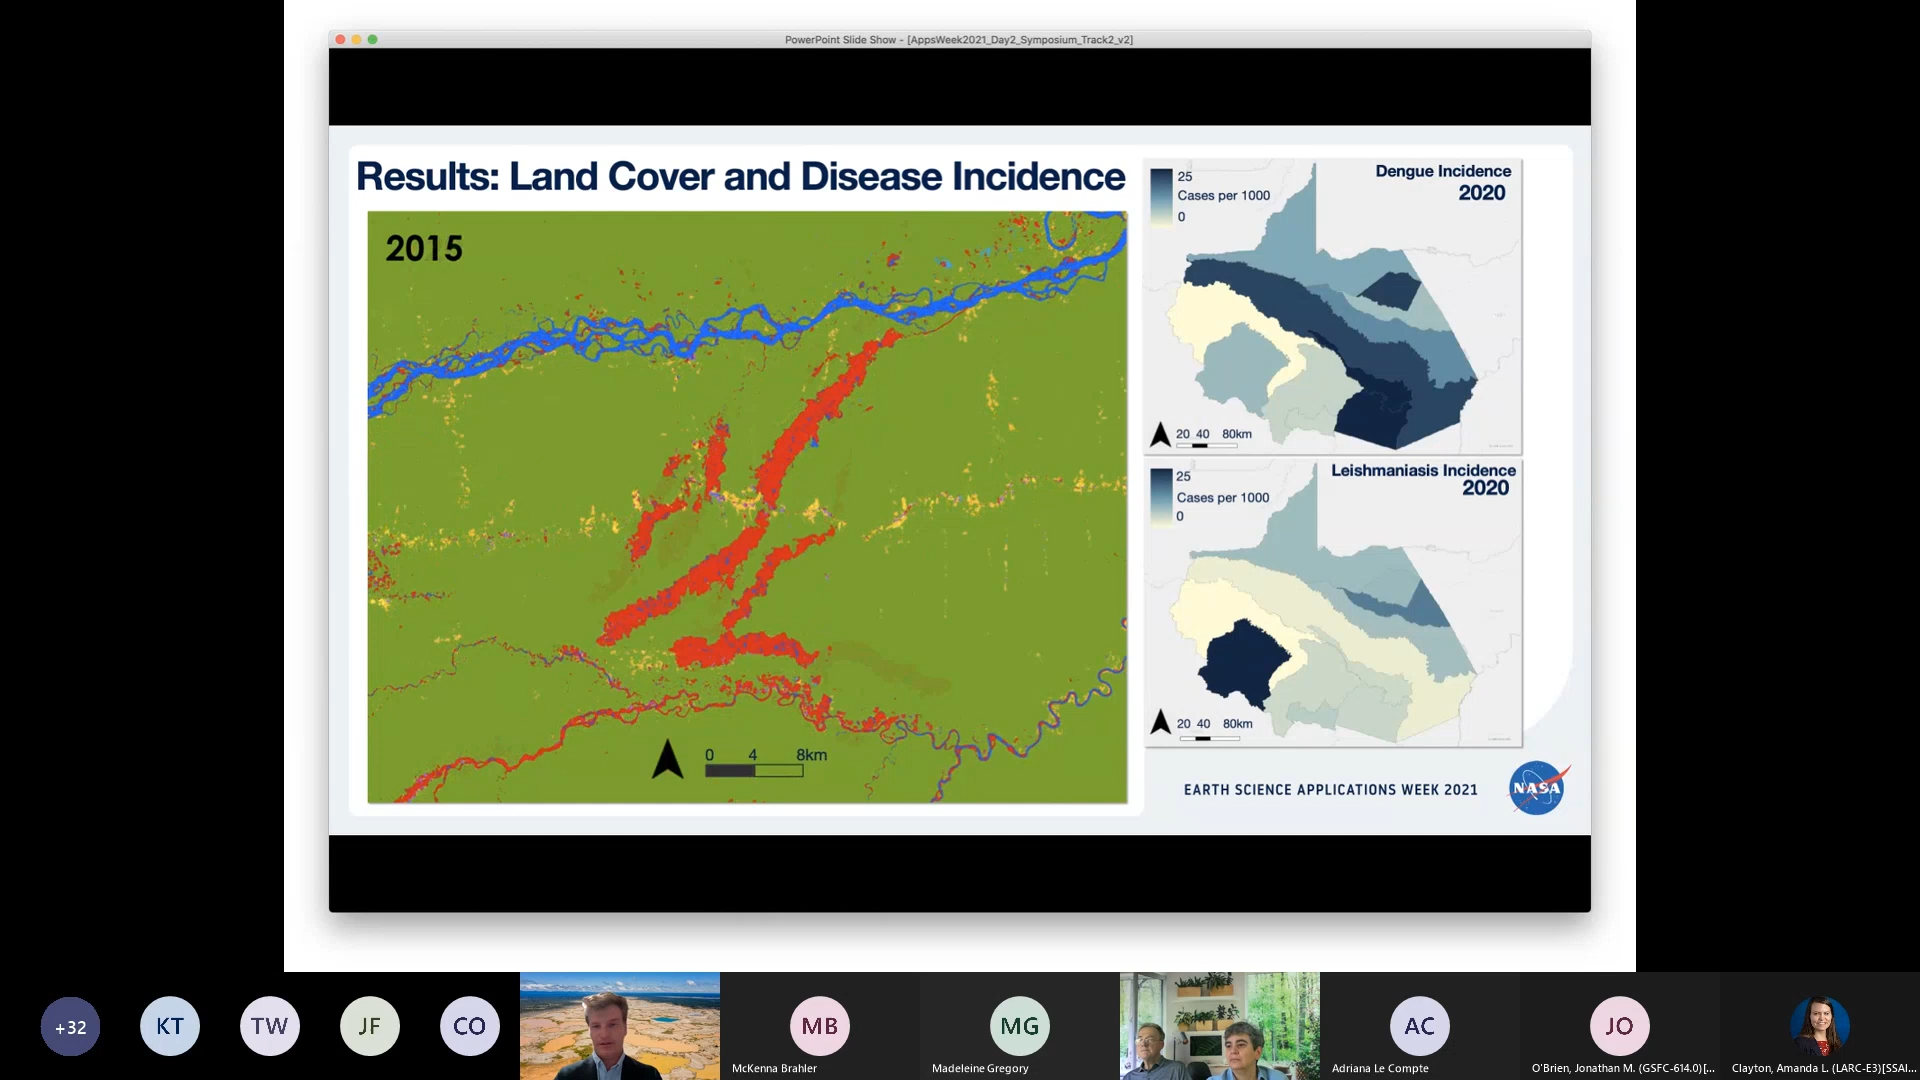 PowerPoint Slide Show - [AppsWeek2021_Day2_Symposium_Track2_v2]
Results: Land Cover and Disease Incidence
2015
0 4 8km
Dengue Incidence
2020
25
Cases per 1000
0
20 40 80km
Leishmaniasis Incidence
2020
25
Cases per 1000
0
20 40 80km
EARTH SCIENCE APPLICATIONS WEEK 2021
NASA
+32
KT
TW
JF
CO
MB
McKenna Brahler
MG
Madeleine Gregory
AC
Adriana Le Compte
JO
O'Brien, Jonathan M. (GSFC-614.0)[...
Clayton, Amanda L. (LARC-E3)[SSAI...